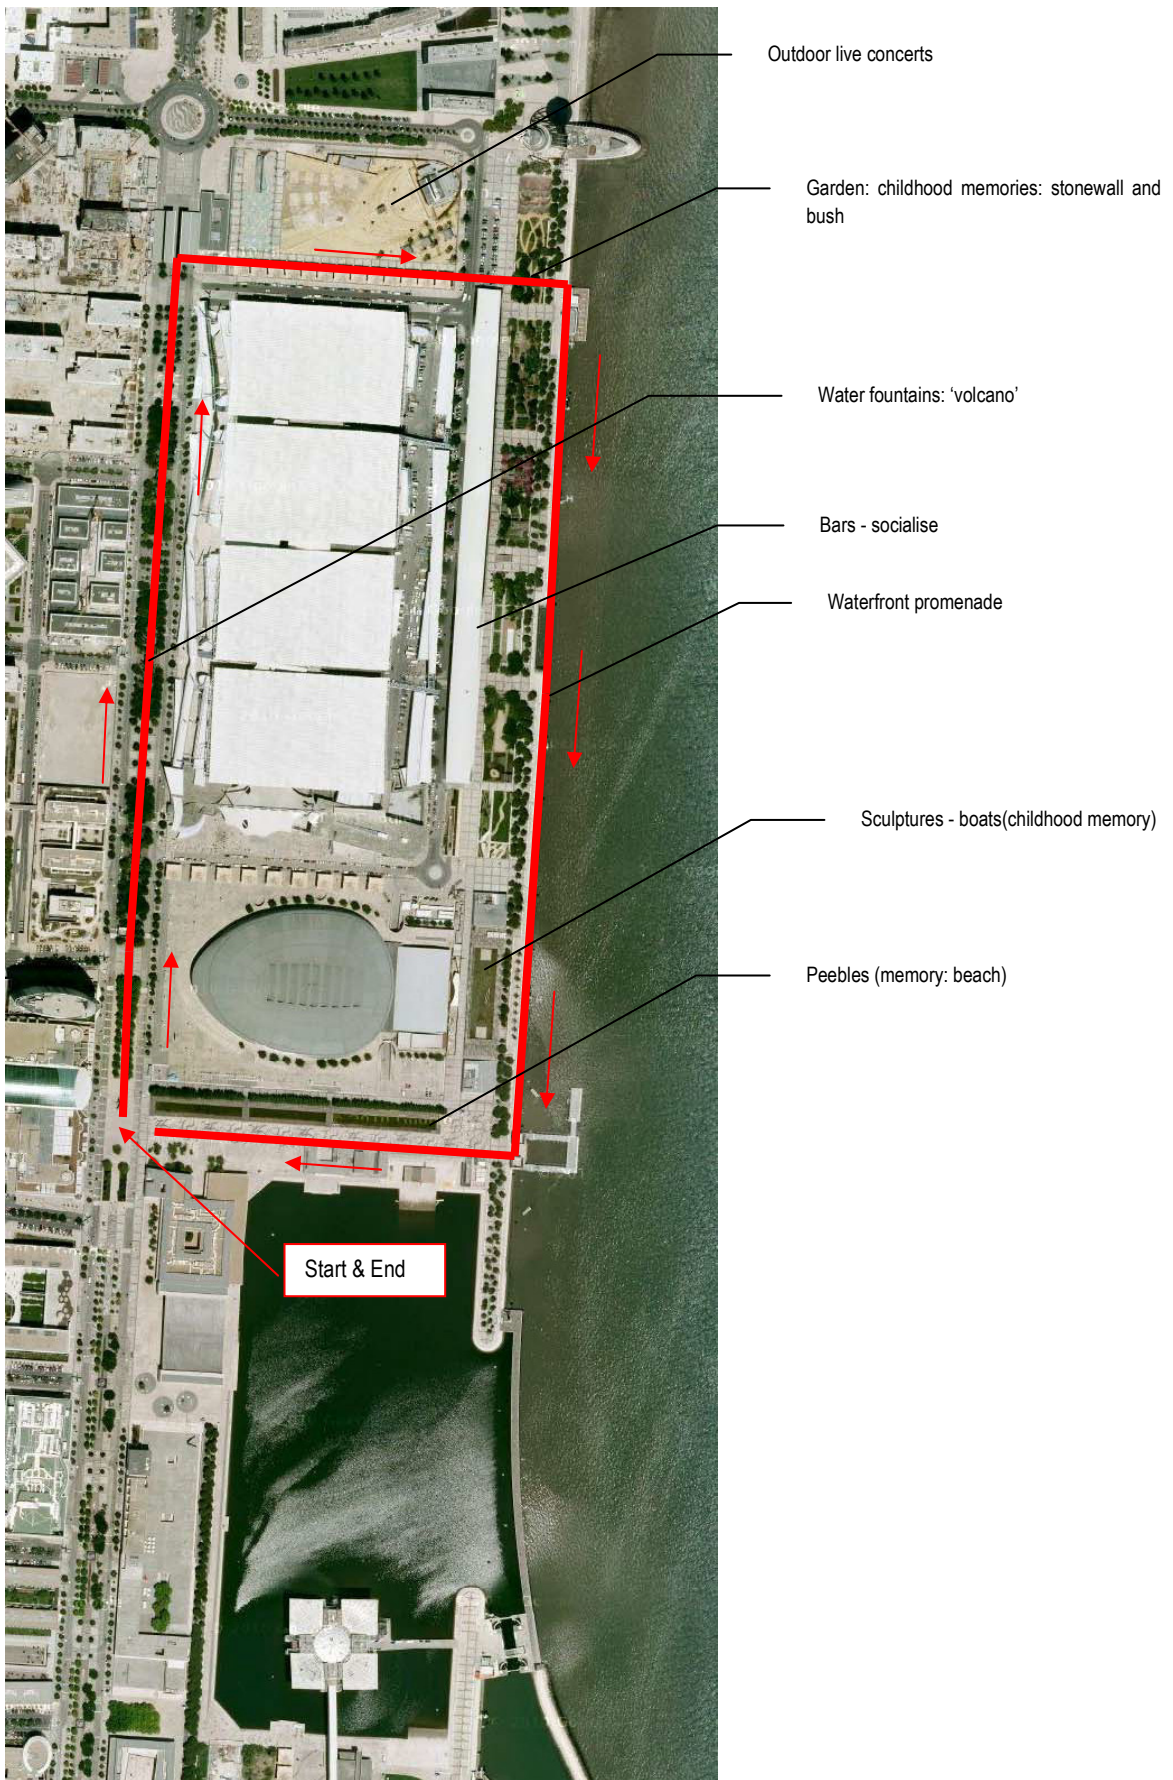 Outdoor live concerts
Garden: childhood memories: stonewall and
bush
Water fountains: ‘volcano’
Bars - socialise
Waterfront promenade
Sculptures - boats(childhood memory)
Peebles (memory: beach)
Start & End